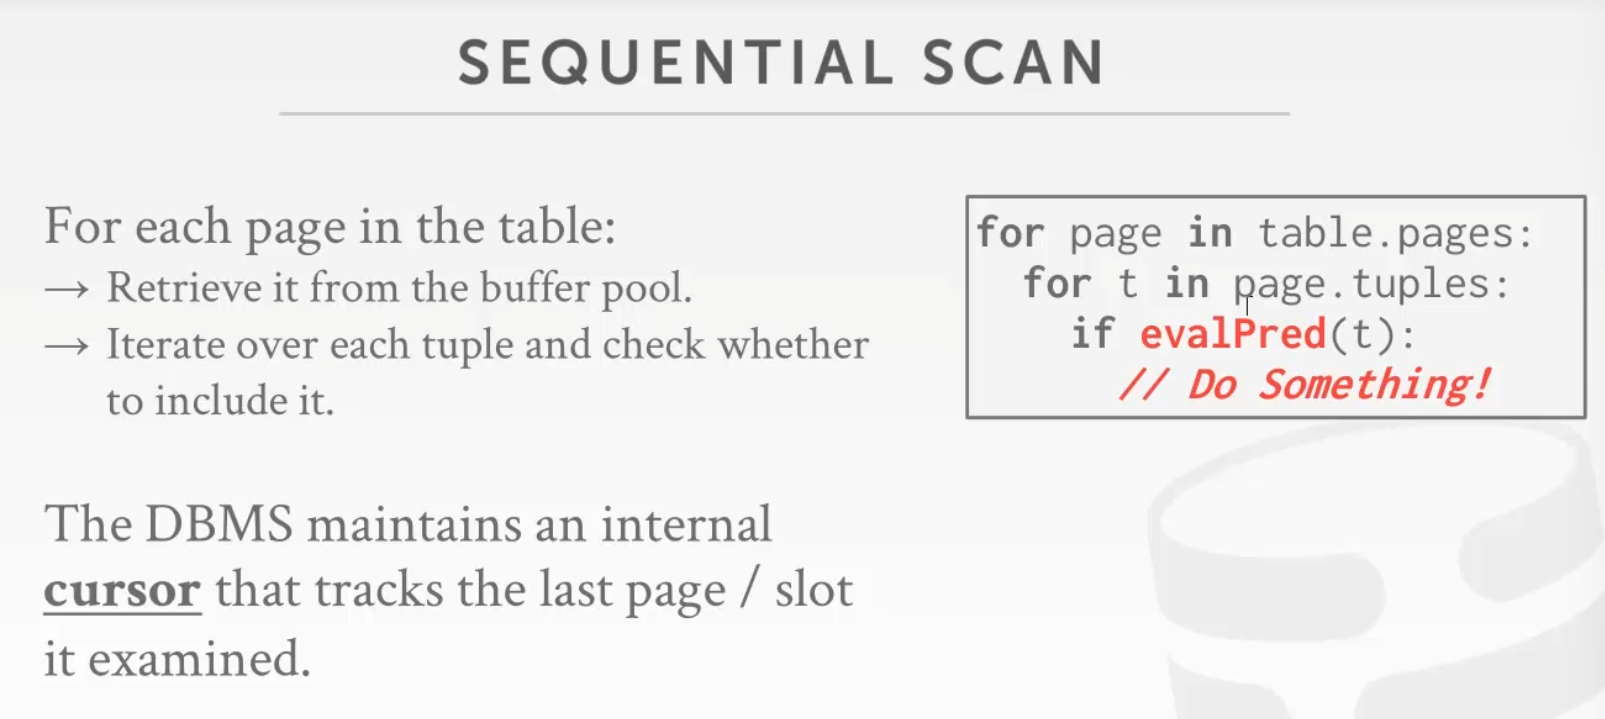 SEQUENTIAL SCAN
For each page in the table:
→ Retrieve it from the buffer pool.
→ Iterate over each tuple and check whether
to include it.
The DBMS maintains an internal
cursor that tracks the last page / slot
it examined.
for page in table.pages:
for t in page.tuples:
if evalPred(t):
// Do Something!